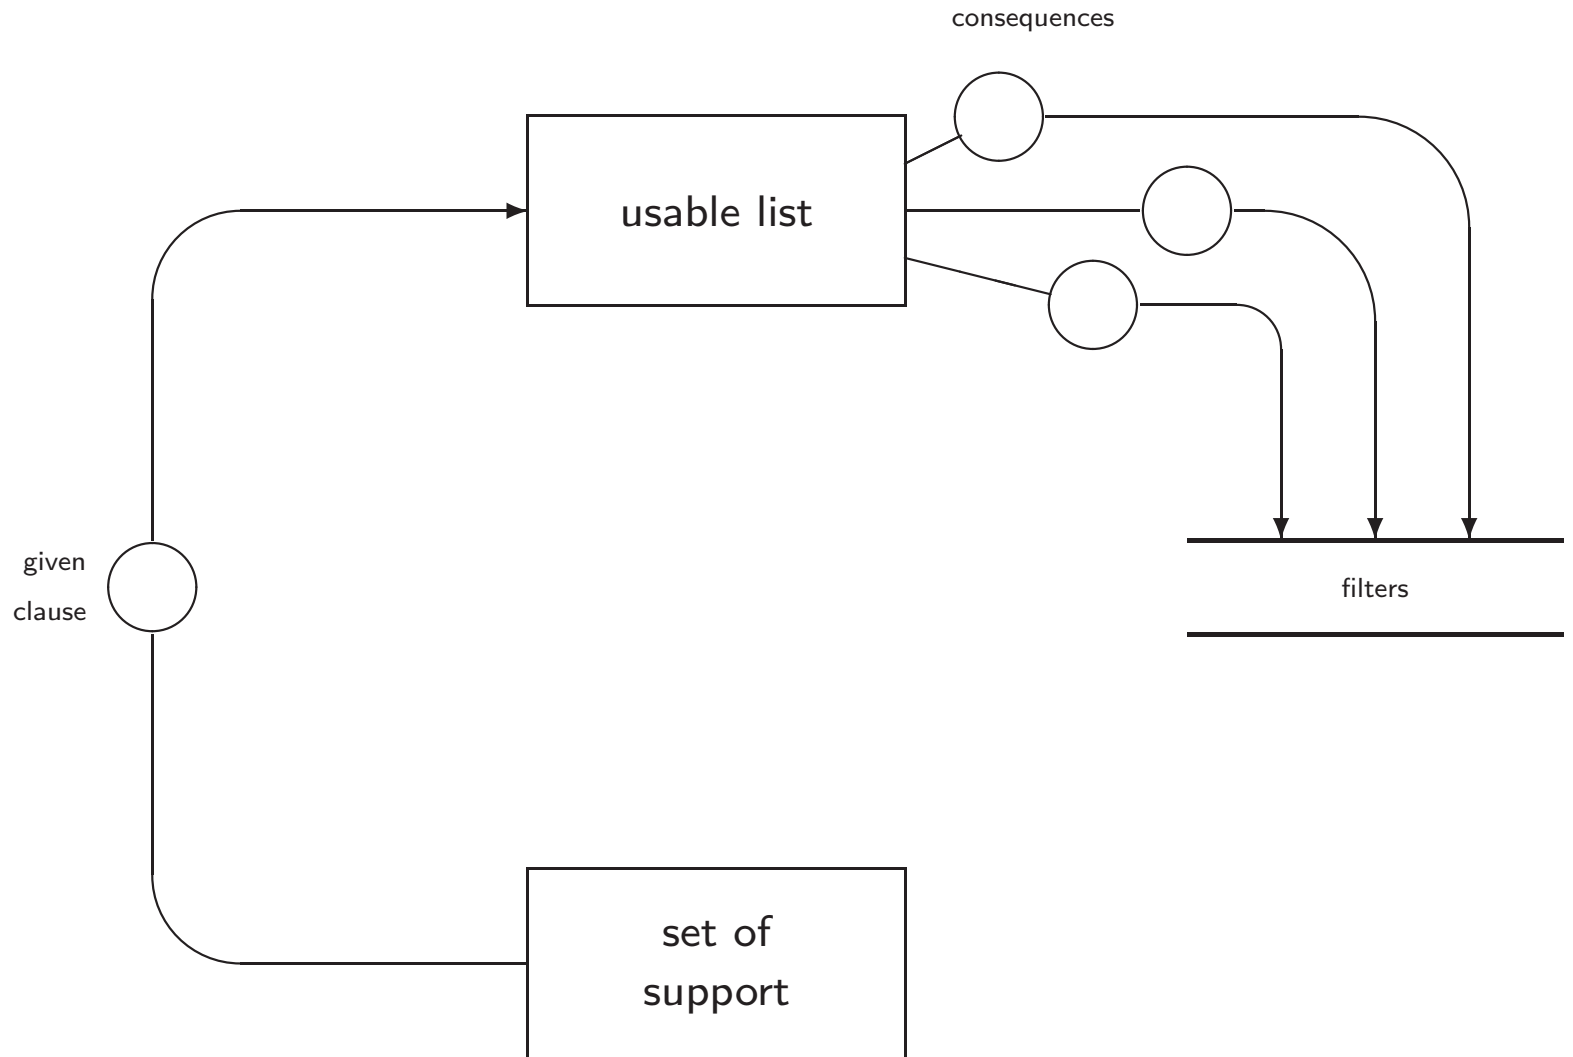 consequences
usable list
given
clause
filters
set of
support